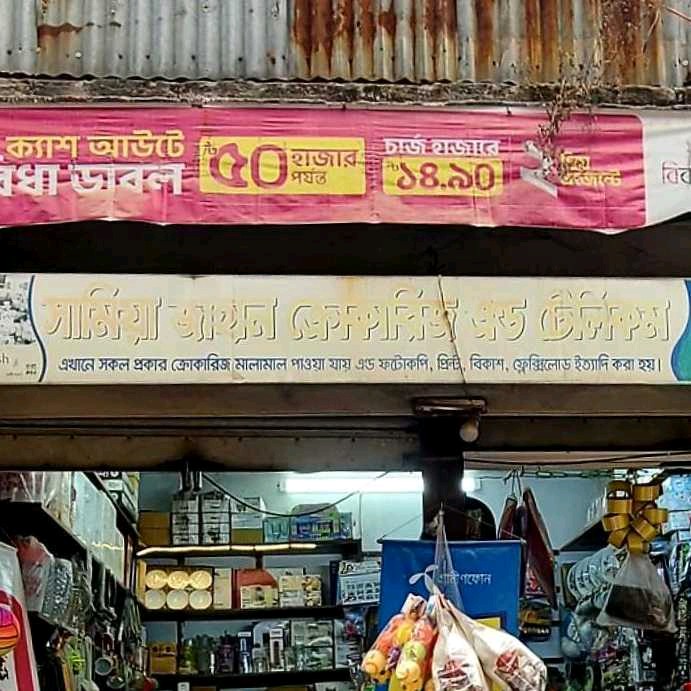 ক্যাশ আউটে
ডাবল
৳৫০ হাজার পর্যন্ত
চার্জ হাজারে
৳১৪.৯০
২টি প্রিয় এজেন্টে
সামিয়া জাহান ক্রোকারিজ এন্ড টেলিকম
এখানে সকল প্রকার ক্রোকারিজ মালামাল পাওয়া যায় এন্ড ফটোকপি, প্রিন্ট, বিকাশ, ফ্লেক্সিলোড ইত্যাদি করা হয়।
গ্রামীণফোন